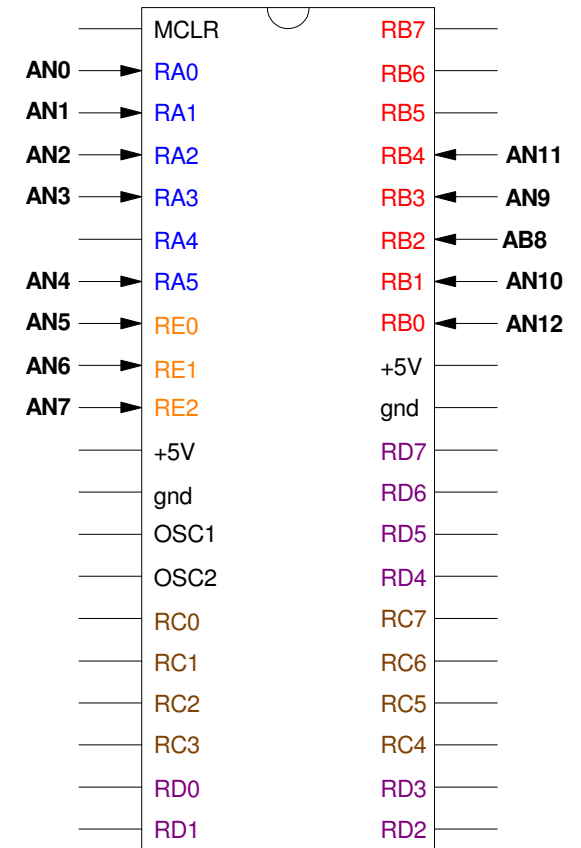 MCLR RB7
AN0 RA0 RB6
AN1 RA1 RB5
AN2 RA2 RB4 AN11
AN3 RA3 RB3 AN9
RA4 RB2 AB8
AN4 RA5 RB1 AN10
AN5 RE0 RB0 AN12
AN6 RE1 +5V
AN7 RE2 gnd
+5V RD7
gnd RD6
OSC1 RD5
OSC2 RD4
RC0 RC7
RC1 RC6
RC2 RC5
RC3 RC4
RD0 RD3
RD1 RD2